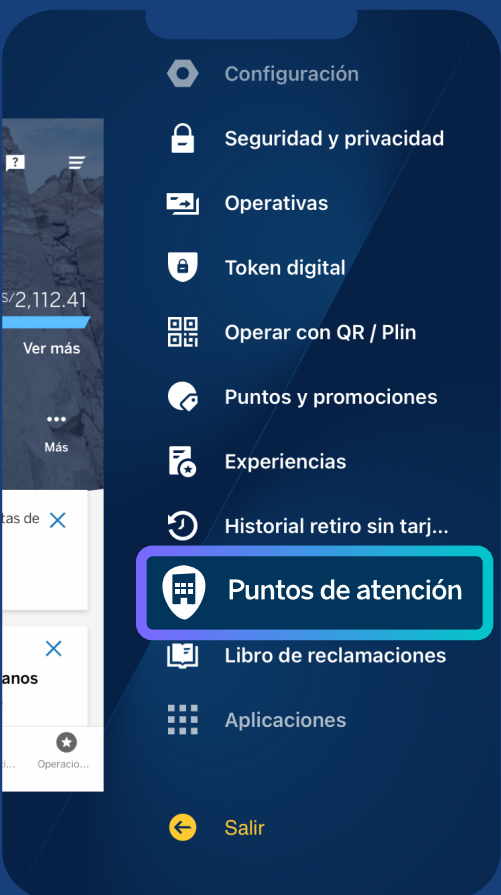 Configuración
Seguridad y privacidad
?
Operativas
Token digital
S/2,112.41
Operar con QR / Plin
Ver más
Puntos y promociones
Más
Experiencias
tas de
Historial retiro sin tarj...
Puntos de atención
Libro de reclamaciones
anos
Aplicaciones
i...
Operacio...
Salir